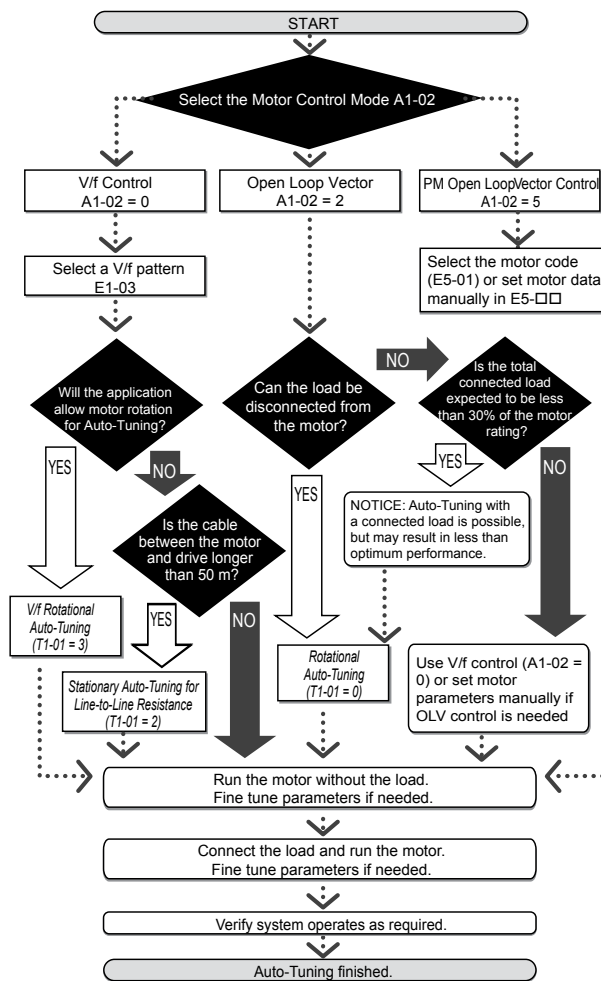 START
Select the Motor Control Mode A1-02
V/f Control
A1-02 = 0
Open Loop Vector
A1-02 = 2
PM Open LoopVector Control
A1-02 = 5
Select a V/f pattern
E1-03
Select the motor code
(E5-01) or set motor data
manually in E5-□□
Will the application
allow motor rotation
for Auto-Tuning?
Can the load be
disconnected from
the motor?
NO
Is the total
connected load
expected to be less
than 30% of the motor
rating?
YES
NO
Is the cable
between the motor
and drive longer
than 50 m?
YES
YES
NO
NOTICE: Auto-Tuning with
a connected load is possible,
but may result in less than
optimum performance.
V/f Rotational
Auto-Tuning
(T1-01 = 3)
YES
NO
Stationary Auto-Tuning for
Line-to-Line Resistance
(T1-01 = 2)
Rotational
Auto-Tuning
(T1-01 = 0)
Use V/f control (A1-02 =
0) or set motor
parameters manually if
OLV control is needed
Run the motor without the load.
Fine tune parameters if needed.
Connect the load and run the motor.
Fine tune parameters if needed.
Verify system operates as required.
Auto-Tuning finished.